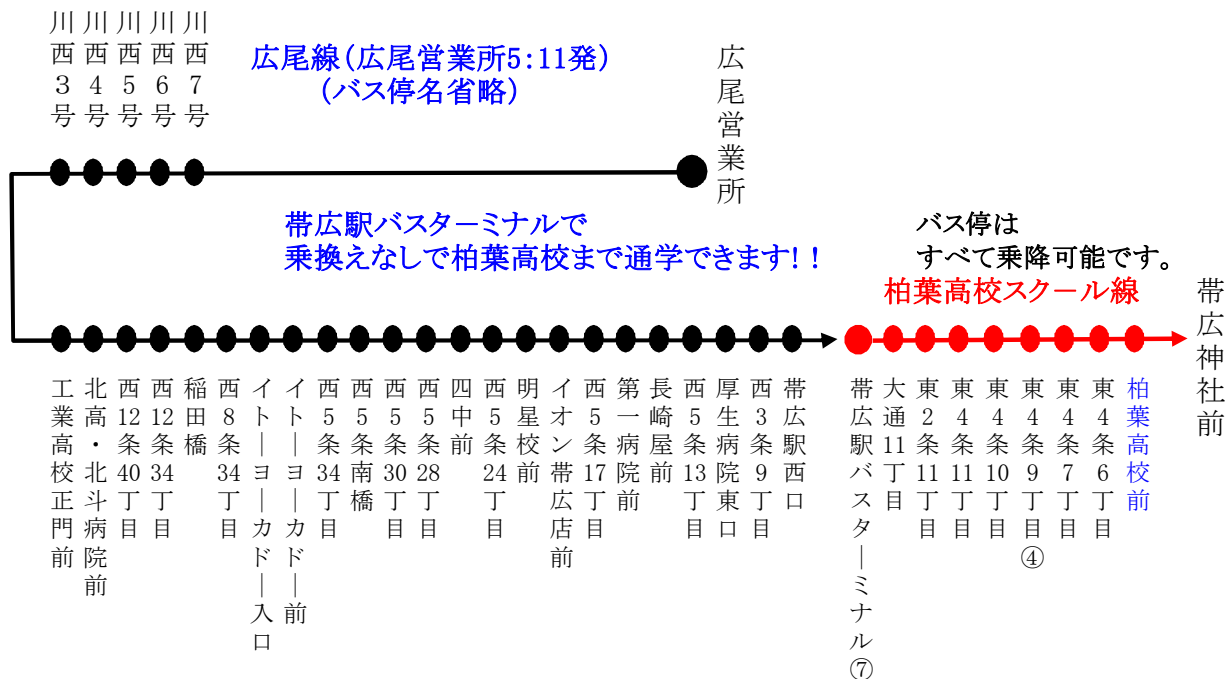 川西3号
川西4号
川西5号
川西6号
川西7号
広尾線(広尾営業所5:11発)
(バス停名省略)
広尾営業所
帯広駅バスターミナルで
乗換えなしで柏葉高校まで通学できます!!
バス停は
すべて乗降可能です。
柏葉高校スクール線
帯広神社前
工業高校正門前
北高・北斗病院前
西12条40丁目
西12条34丁目
稲田橋
西8条34丁目
イトーヨーカドー入口
イトーヨーカドー前
西5条34丁目
西5条南橋
西5条30丁目
西5条28丁目
四中前
西5条24丁目
明星校前
イオン帯広店前
西5条17丁目
第一病院前
長崎屋前
西5条13丁目
厚生病院東口
西3条9丁目
帯広駅西口
帯広駅バスターミナル⑦
大通11丁目
東2条11丁目
東4条11丁目
東4条10丁目
東4条9丁目④
東4条7丁目
東4条6丁目
柏葉高校前